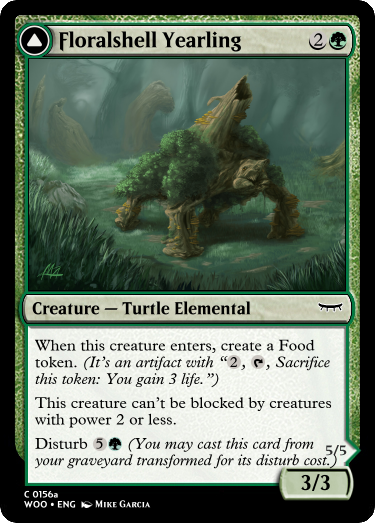 Floralshell Yearling 2
Creature — Turtle Elemental
When this creature enters, create a Food
token. (It's an artifact with “2, , Sacrifice
this token: You gain 3 life.”)
This creature can't be blocked by creatures
with power 2 or less.
Disturb 5 (You may cast this card from
your graveyard transformed for its disturb cost.)
5/5
3/3
C 0156a
WOO • ENG Mike Garcia